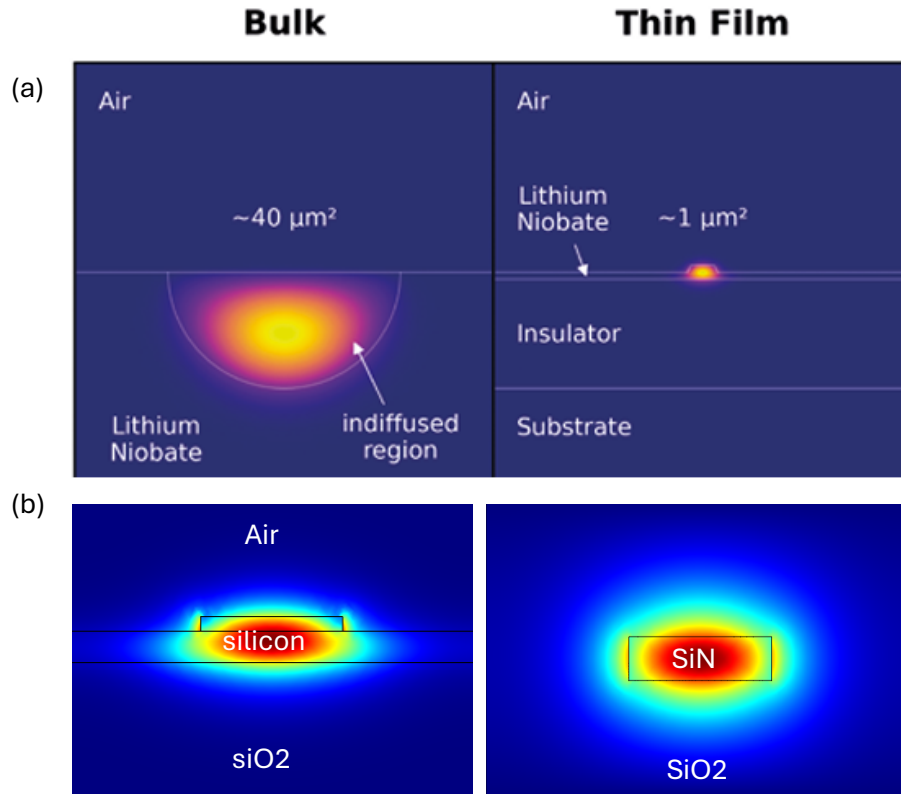 Bulk
Thin Film
(a)
Air
~40 μm²
Lithium
Niobate
indiffused
region
Air
Lithium
Niobate
~1 μm²
Insulator
Substrate
(b)
Air
silicon
siO2
SiN
SiO2